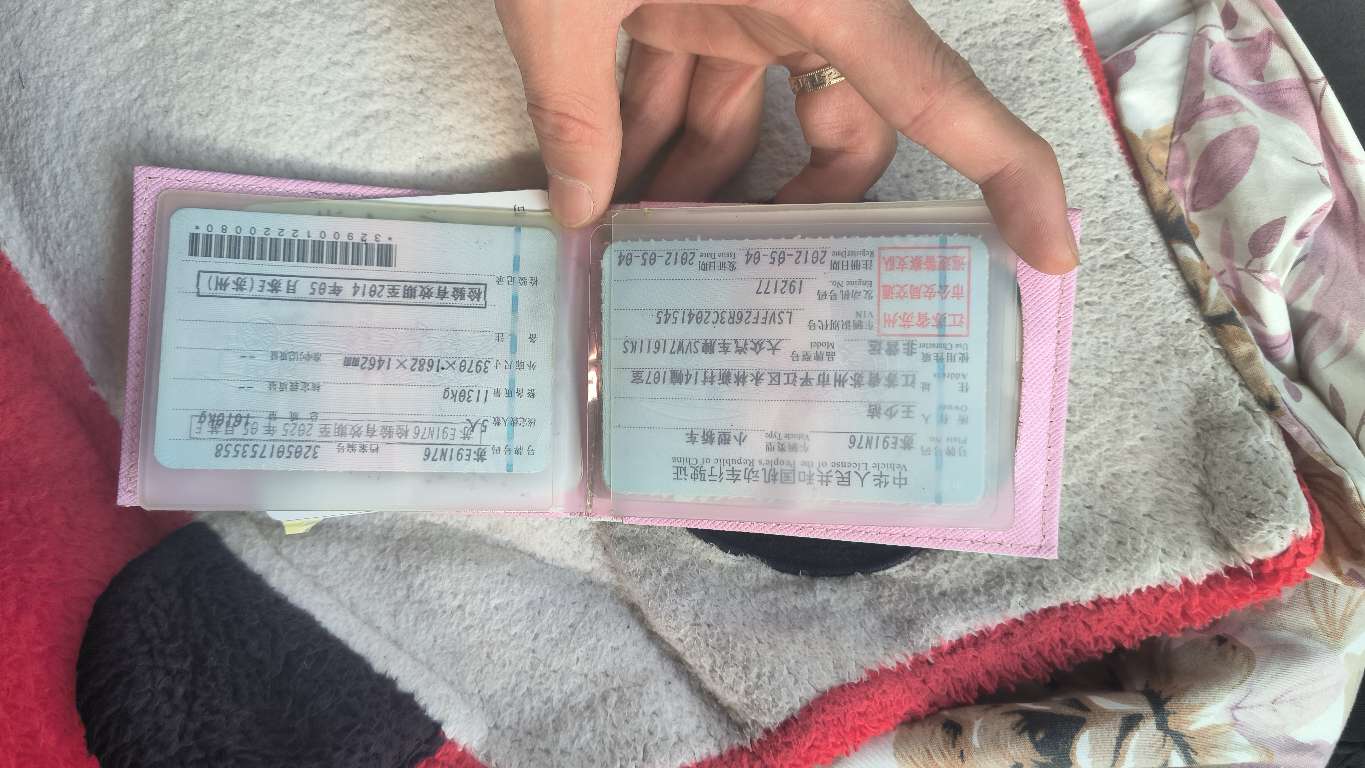 中华人民共和国机动车行驶证
Vehicle License of the People's Republic of China
号牌号码 Plate No. 苏E91N76 车辆类型 Vehicle Type 小型轿车
所有人 Owner 王少
住址 Address 江苏省苏州市平江区永林新村14幢107室
使用性质 Use Character 非营运 品牌型号 Model 大众汽车牌SVW71611KS
江苏省苏州
市公安局交通
巡逻警察支队
车辆识别代号 VIN LSVFF26R3C2041545
发动机号码 Engine No. 192177
注册日期 Register Date 2012-05-04 发证日期 Issue Date 2012-05-04
号牌号码 苏E91N76 档案编号 320501753558
苏E91N76 检验有效期至2025年05月
核定载人数 5人 总质量 1610kg
整备质量 1130kg 核定载质量 --
外廓尺寸 3970×1682×1462mm 准牵引总质量 --
备注
检验记录 检验有效期至2014年05月苏E(苏州)
*3290012220080*